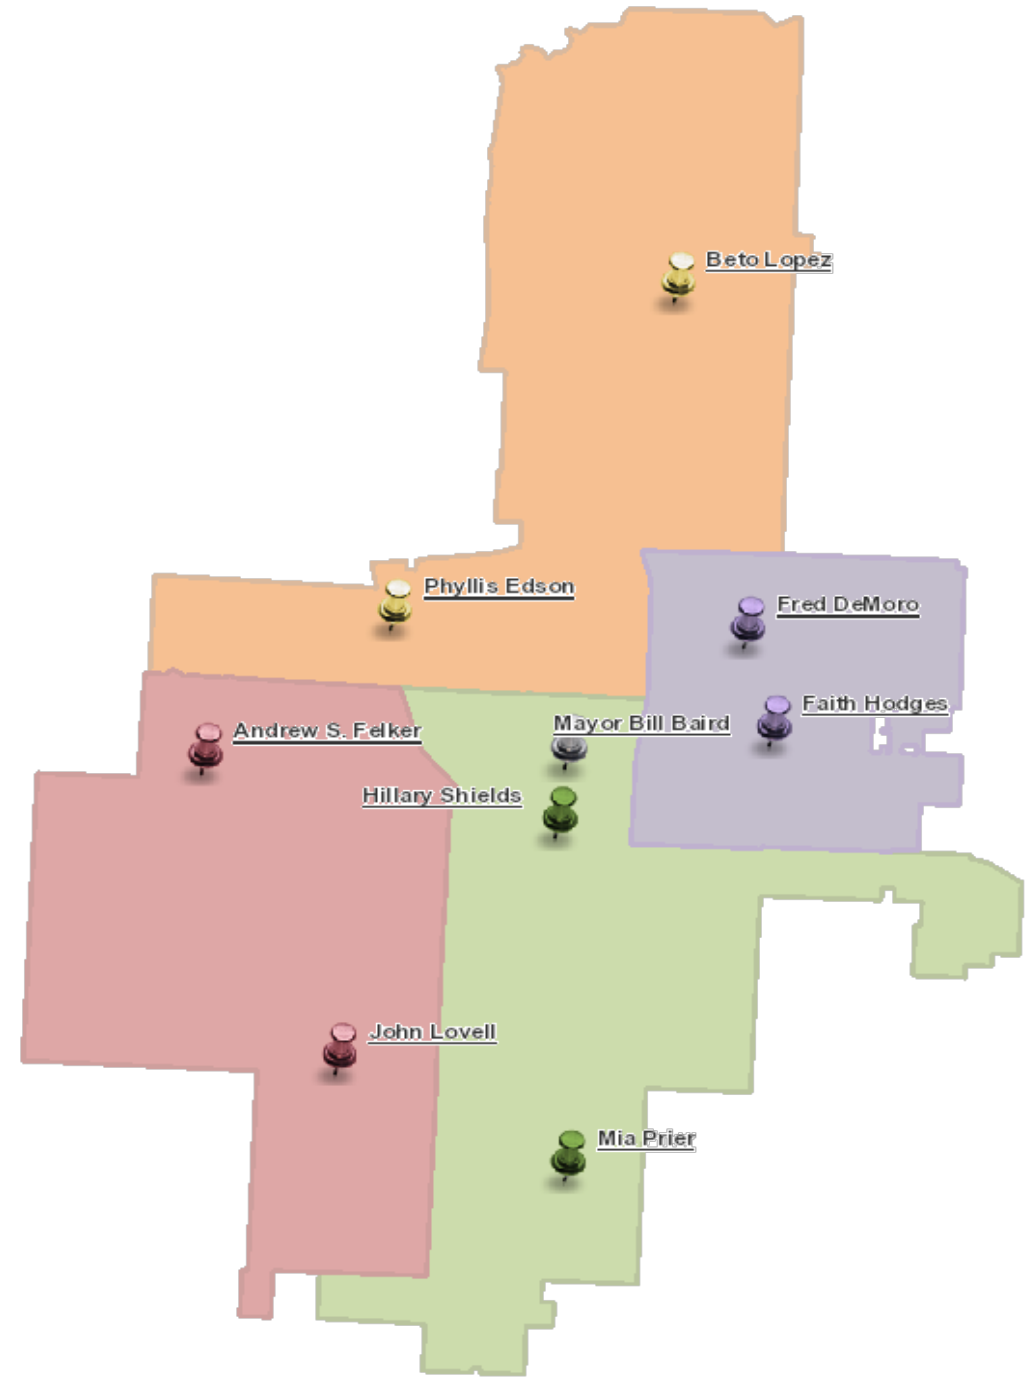 Beto Lopez
Phyllis Edson
Fred DeMoro
Faith Hodges
Mayor Bill Baird
Andrew S. Felker
Hillary Shields
John Lovell
Mia Prier